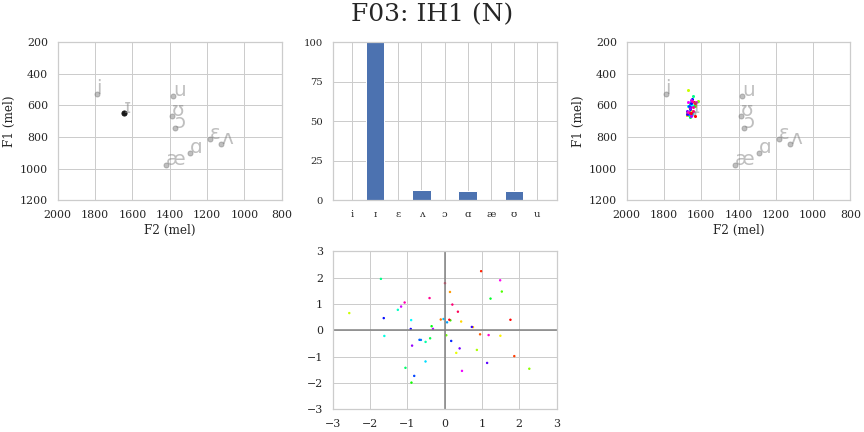 F03: IH1 (N)
200
400
600
800
1000
1200
F1 (mel)
i
ɪ
u
ʊ
ɔ
ɛ
ʌ
ɑ
æ
2000 1800 1600 1400 1200 1000 800
F2 (mel)
100
75
50
25
0
i ɪ ɛ ʌ ɔ ɑ æ ʊ u
200
400
600
800
1000
1200
F1 (mel)
i
u
ʊ
ɔ
ɛ
ʌ
ɑ
æ
2000 1800 1600 1400 1200 1000 800
F2 (mel)
3
2
1
0
−1
−2
−3
−3 −2 −1 0 1 2 3